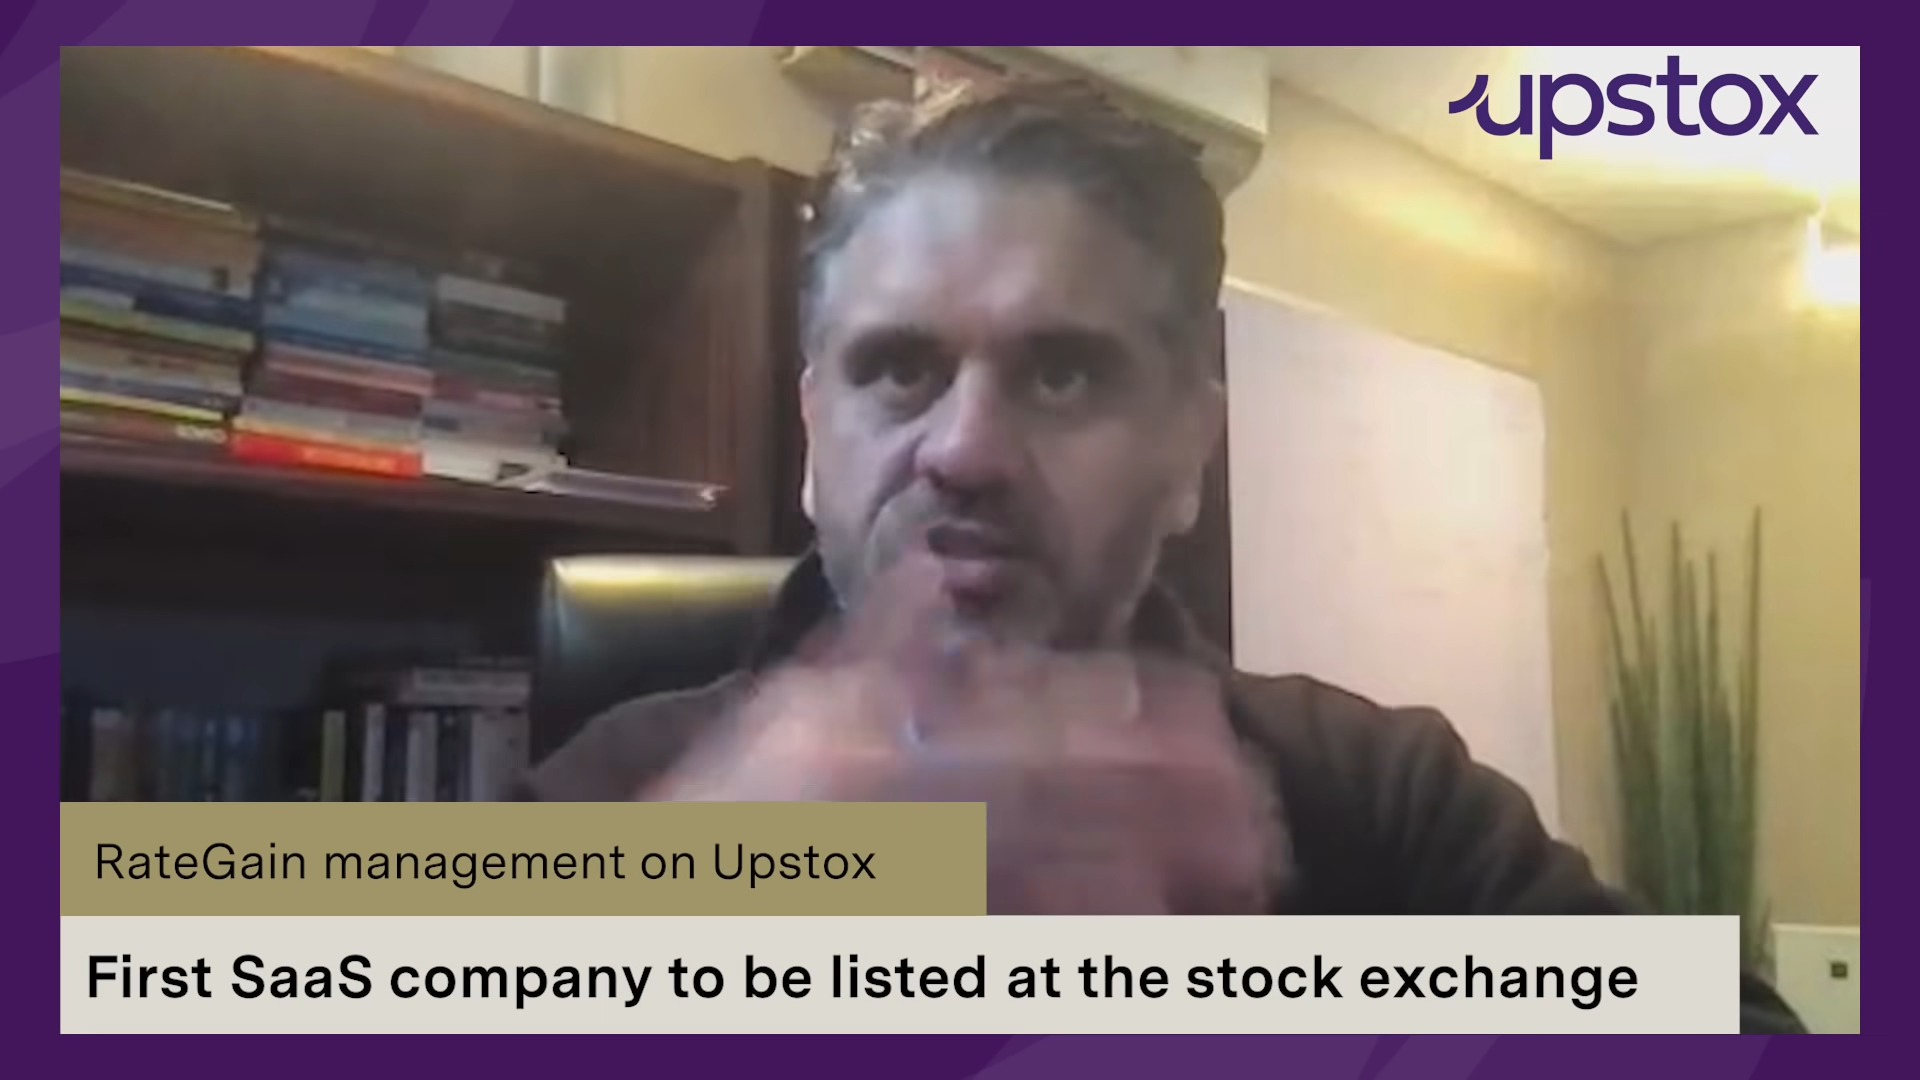 upstox
RateGain management on Upstox
First SaaS company to be listed at the stock exchange